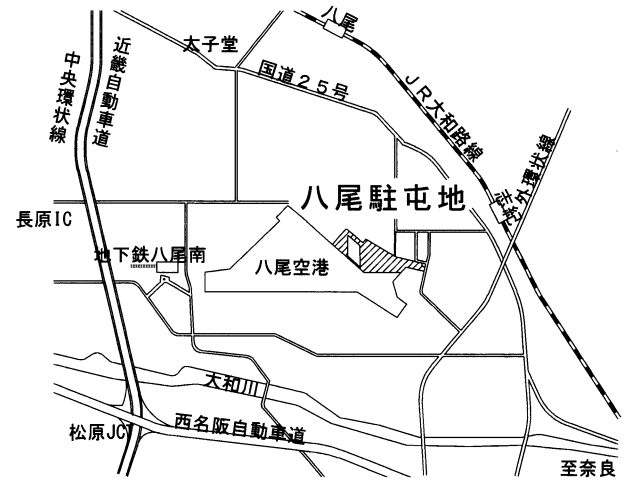 八尾
太子堂
国道25号
近畿自動車道
中央環状線
JR大和路線
志紀
外環状線
八尾駐屯地
長原IC
地下鉄八尾南
八尾空港
大和川
西名阪自動車道
松原JCT
至奈良